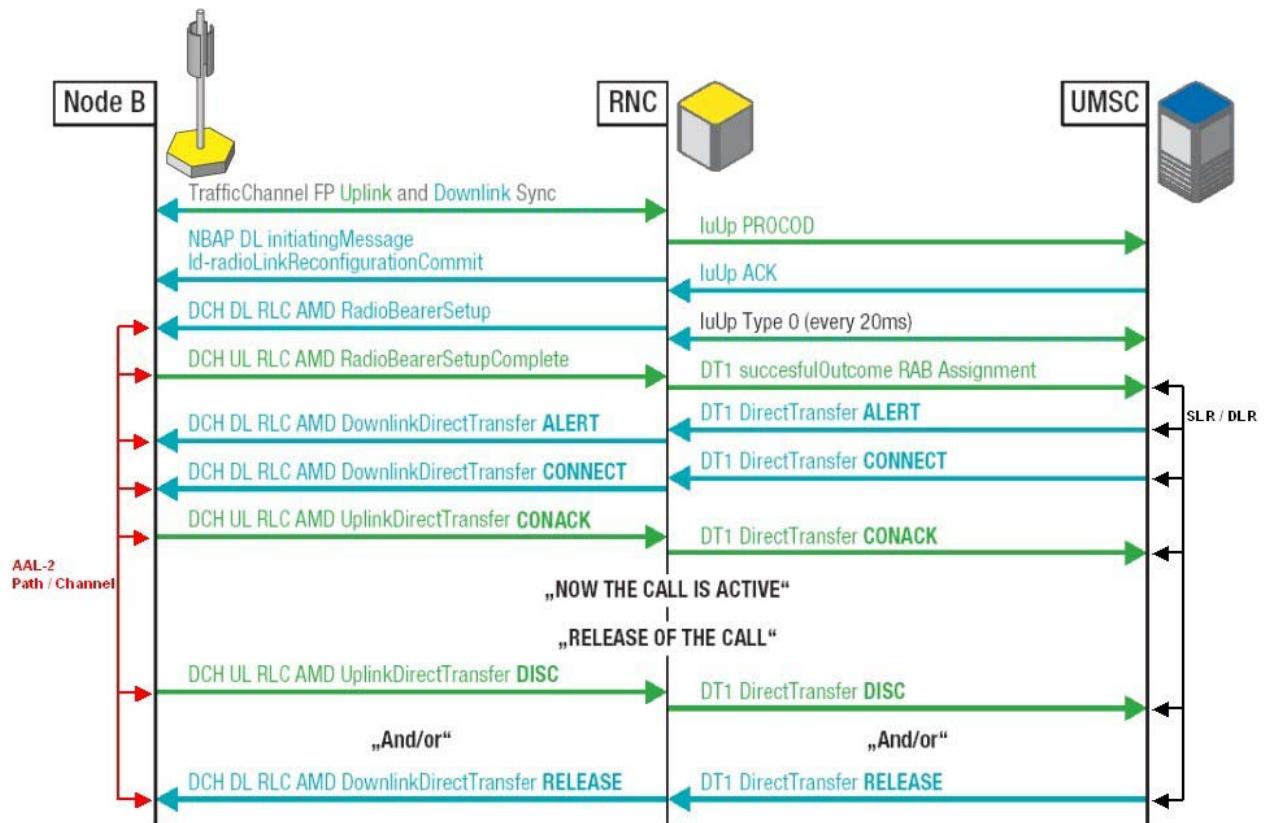 Node B
RNC
UMSC
TrafficChannel FP Uplink and Downlink Sync
IuUp PROCOD
NBAP DL initiatingMessage
Id-radioLinkReconfigurationCommit
IuUp ACK
DCH DL RLC AMD RadioBearerSetup
IuUp Type 0 (every 20ms)
DCH UL RLC AMD RadioBearerSetupComplete
DT1 succesfulOutcome RAB Assignment
DCH DL RLC AMD DownlinkDirectTransfer ALERT
DT1 DirectTransfer ALERT
SLR / DLR
DCH DL RLC AMD DownlinkDirectTransfer CONNECT
DT1 DirectTransfer CONNECT
DCH UL RLC AMD UplinkDirectTransfer CONACK
DT1 DirectTransfer CONACK
AAL-2
Path / Channel
„NOW THE CALL IS ACTIVE“
„RELEASE OF THE CALL“
DCH UL RLC AMD UplinkDirectTransfer DISC
DT1 DirectTransfer DISC
„And/or“
„And/or“
DCH DL RLC AMD DownlinkDirectTransfer RELEASE
DT1 DirectTransfer RELEASE